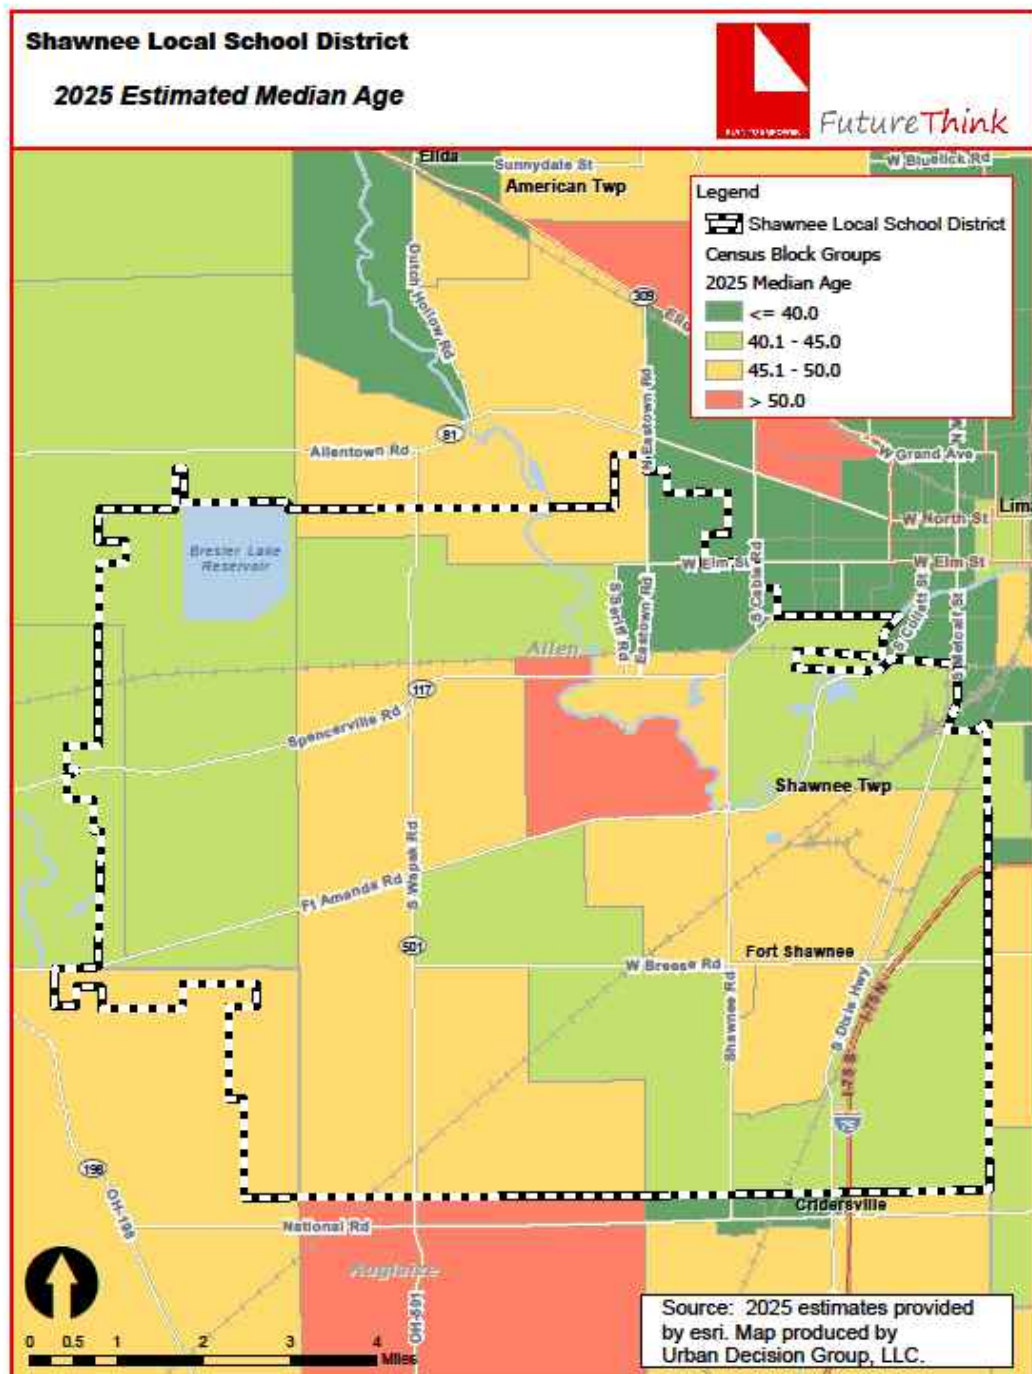 Shawnee Local School District
2025 Estimated Median Age
FutureThink
Elida
Sunnydale St
W Bluelick Rd
American Twp
Legend
Shawnee Local School District
Census Block Groups
2025 Median Age
<= 40.0
40.1 - 45.0
45.1 - 50.0
> 50.0
Dutch Hollow Rd
309
N Eastown Rd
81
Allentown Rd
W Grand Ave
W North St
Lima
Bresler Lake
Reservoir
W Elm St
W Elm St
S Cable Rd
S Collett St
S Metcalf St
Eastown Rd
Allen
117
Spencerville Rd
Shawnee Twp
S Wapak Rd
Ft Amanda Rd
501
W Breese Rd
Fort Shawnee
Shawnee Rd
S Dixie Hwy
I-75 N
I-75 S
75
198
OH-198
Cridersville
National Rd
Auglaize
OH-501
0 0.5 1 2 3 4
Miles
Source: 2025 estimates provided
by esri. Map produced by
Urban Decision Group, LLC.